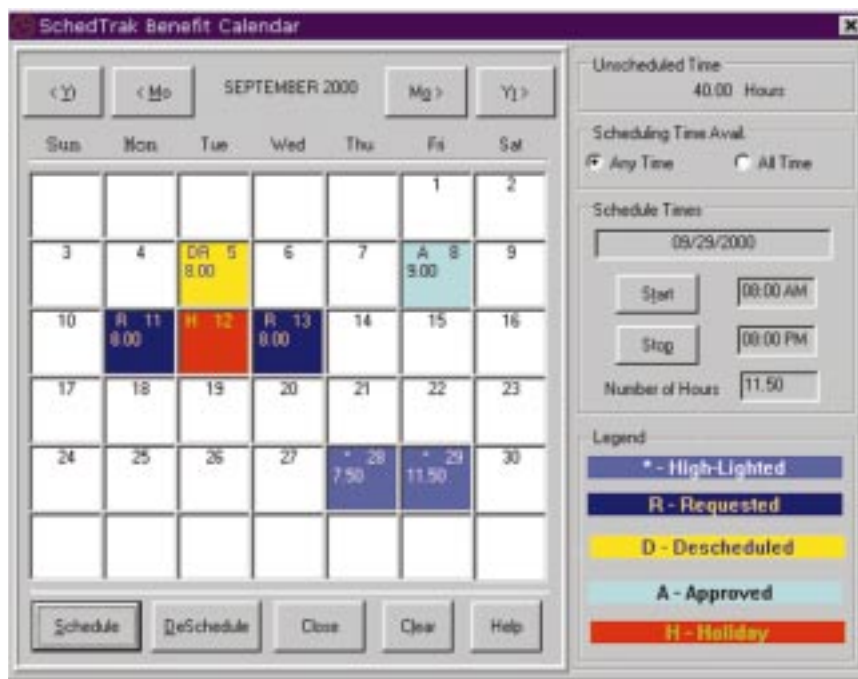 SchedTrak Benefit Calendar
< Y) < Mo SEPTEMBER 2000 Mo > Y) >
Sun Mon Tue Wed Thu Fri Sat
1 2
3 4 DR 5 6 7 A 8 9
8.00 9.00
10 R 11 H 12 R 13 14 15 16
8.00 8.00
17 18 19 20 21 22 23
24 25 26 27 * 28 * 29 30
7.50 11.50
Schedule DeSchedule Close Clear Help
Unscheduled Time
40.00 Hours
Scheduling Time Avail.
Any Time All Time
Schedule Times
09/29/2000
Start 08:00 AM
Stop 08:00 PM
Number of Hours 11.50
Legend
* - High-Lighted
R - Requested
D - Descheduled
A - Approved
H - Holiday